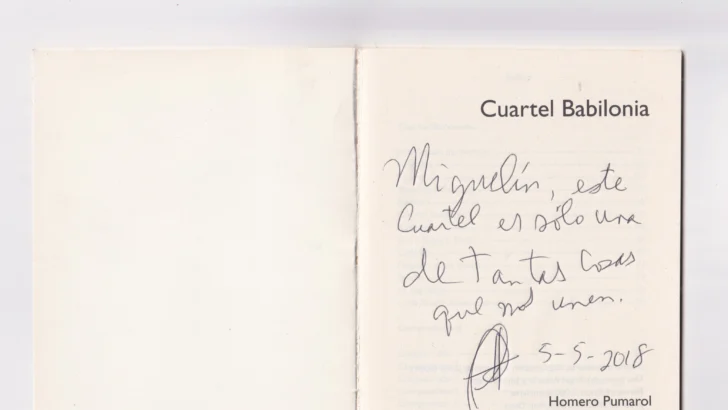 Cuartel Babilonia
Miguelín, este
Cuartel es sólo una
de tantas cosas
que nos unen.
5-5-2018
Homero Pumarol